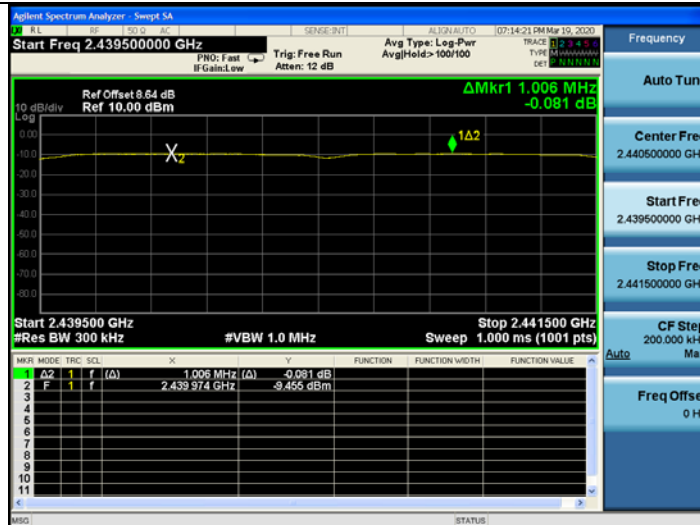 Agilent Spectrum Analyzer - Swept SA
RL RF 50 Ω AC SENSE:INT ALIGN AUTO 07:14:21 PM Mar 19, 2020
Start Freq 2.439500000 GHz
PNO: Fast
IFGain:Low
Trig: Free Run
Atten: 12 dB
Avg Type: Log-Pwr
Avg|Hold:> 100/100
TRACE 1 2 3 4 5 6
TYPE M
DET P N N N N N
Ref Offset 8.64 dB
Ref 10.00 dBm
10 dB/div
Log
ΔMkr1 1.006 MHz
-0.081 dB
0.00
-10.0
-20.0
-30.0
-40.0
-50.0
-60.0
-70.0
-80.0
1Δ2
X2
Start 2.439500 GHz
Stop 2.441500 GHz
#Res BW 300 kHz
#VBW 1.0 MHz
Sweep 1.000 ms (1001 pts)
MKR MODE TRC SCL X Y FUNCTION FUNCTION WIDTH FUNCTION VALUE
1 Δ2 1 f (Δ) 1.006 MHz (Δ) -0.081 dB
2 F 1 f 2.439 974 GHz -9.455 dBm
3
4
5
6
7
8
9
10
11
MSG STATUS
Frequency
Auto Tun
Center Fre
2.440500000 GH
Start Fre
2.439500000 GH
Stop Fre
2.441500000 GH
CF Step
200.000 kH
Auto Ma
Freq Offse
0 H